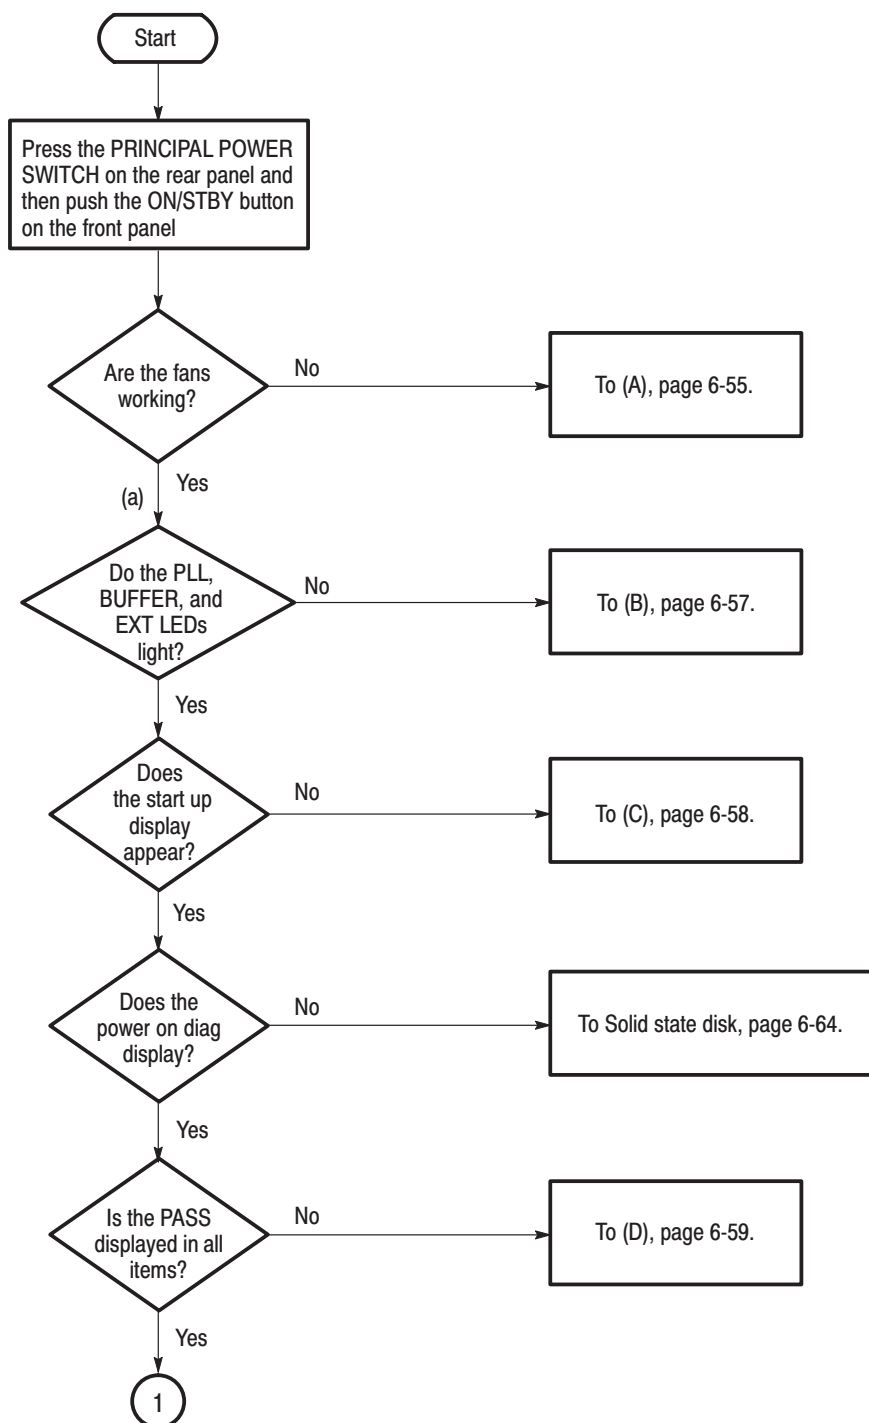 Start
Press the PRINCIPAL POWER
SWITCH on the rear panel and
then push the ON/STBY button
on the front panel
Are the fans
working?
No
To (A), page 6-55.
Yes
(a)
Do the PLL,
BUFFER, and
EXT LEDs
light?
No
To (B), page 6-57.
Yes
Does
the start up
display
appear?
No
To (C), page 6-58.
Yes
Does the
power on diag
display?
No
To Solid state disk, page 6-64.
Yes
Is the PASS
displayed in all
items?
No
To (D), page 6-59.
Yes
1